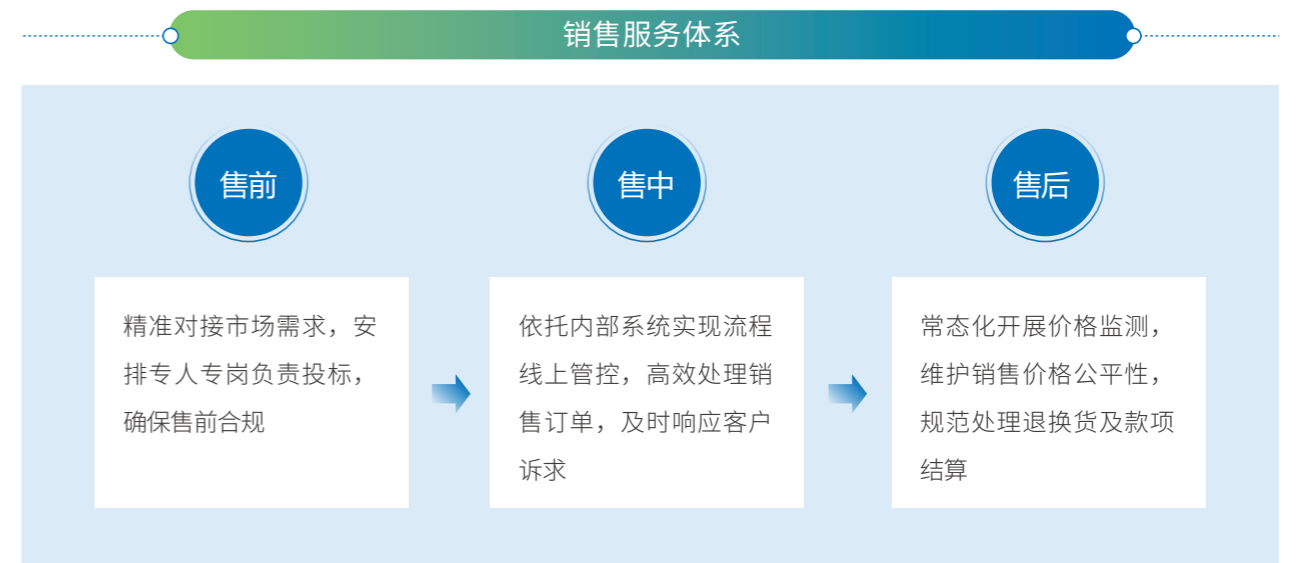 销售服务体系
售前
精准对接市场需求，安
排专人专岗负责投标，
确保售前合规
售中
依托内部系统实现流程
线上管控，高效处理销
售订单，及时响应客户
诉求
售后
常态化开展价格监测，
维护销售价格公平性，
规范处理退换货及款项
结算